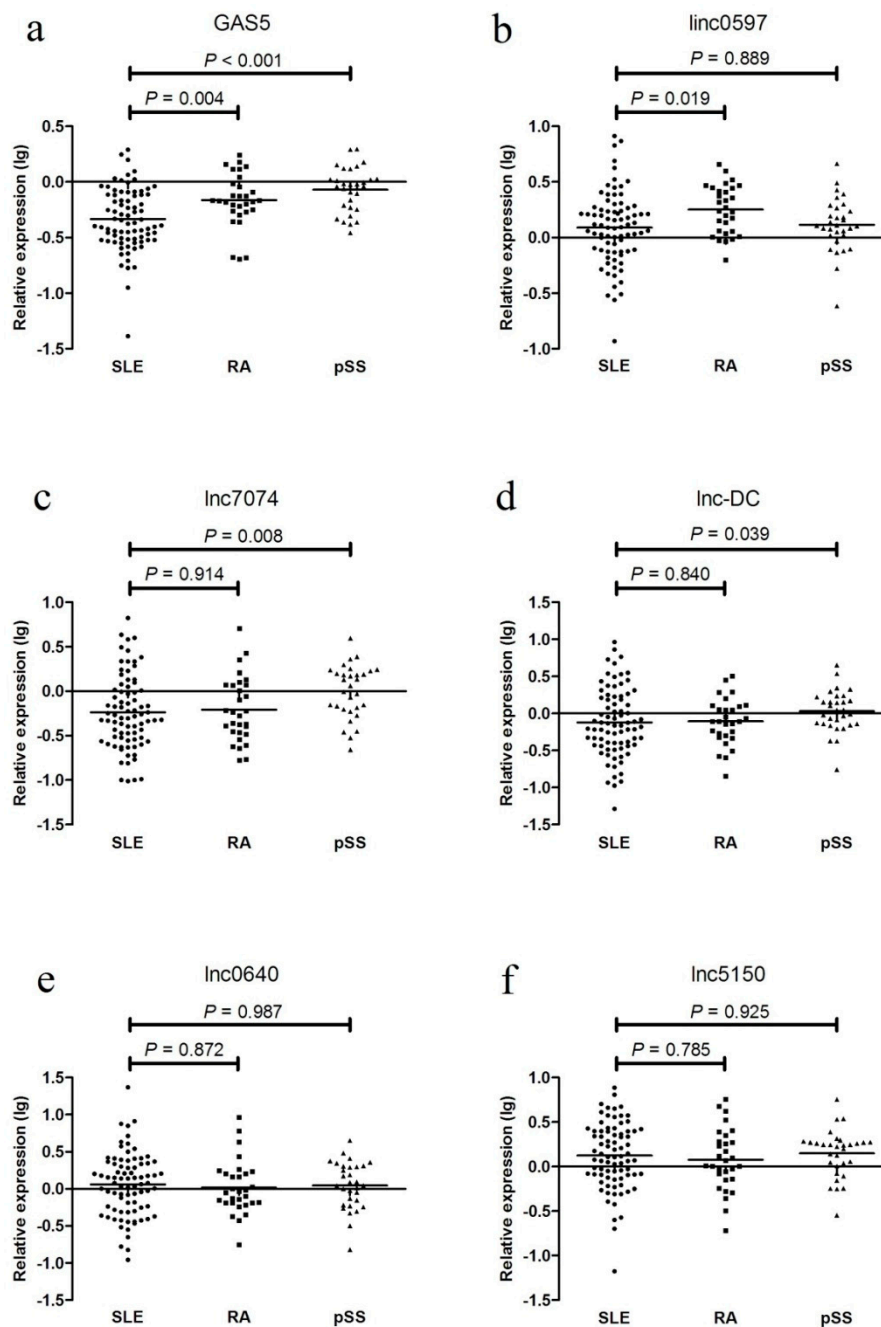 a
GAS5
P < 0.001
P = 0.004
Relative expression (lg)
0.5
0.0
-0.5
-1.0
-1.5
SLE RA pSS
b
linc0597
P = 0.889
P = 0.019
Relative expression (lg)
1.0
0.5
0.0
-0.5
-1.0
SLE RA pSS
c
lnc7074
P = 0.008
P = 0.914
Relative expression (lg)
1.0
0.5
0.0
-0.5
-1.0
-1.5
SLE RA pSS
d
lnc-DC
P = 0.039
P = 0.840
Relative expression (lg)
1.5
1.0
0.5
0.0
-0.5
-1.0
-1.5
SLE RA pSS
e
lnc0640
P = 0.987
P = 0.872
Relative expression (lg)
1.5
1.0
0.5
0.0
-0.5
-1.0
-1.5
SLE RA pSS
f
lnc5150
P = 0.925
P = 0.785
Relative expression (lg)
1.0
0.5
0.0
-0.5
-1.0
-1.5
SLE RA pSS